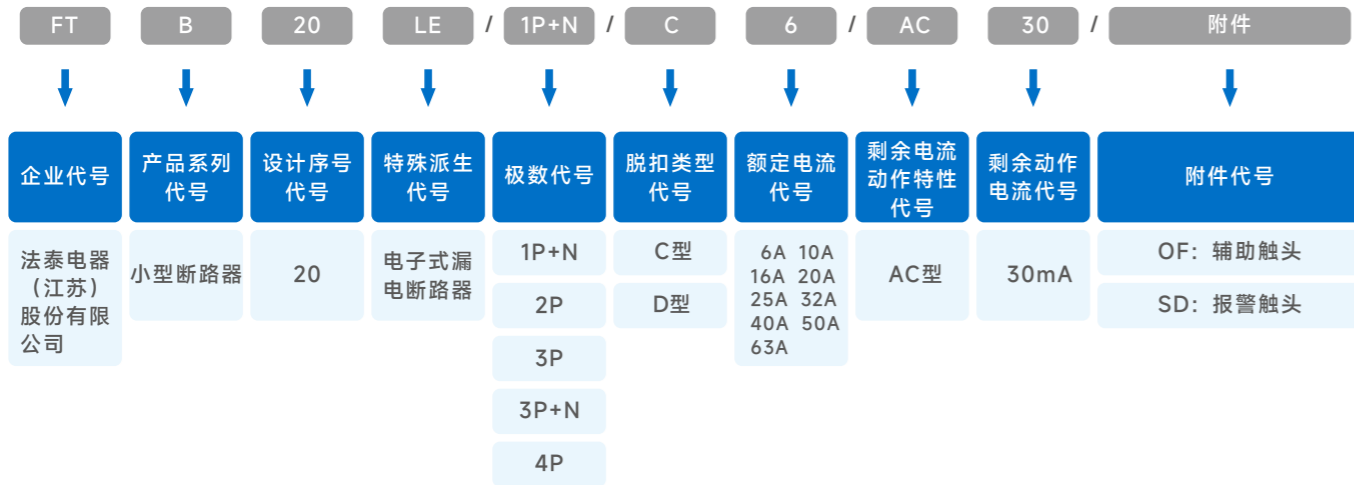 FT B 20 LE / 1P+N / C 6 / AC 30 / 附件
企业代号
产品系列
代号
设计序号
代号
特殊派生
代号
极数代号
脱扣类型
代号
额定电流
代号
剩余电流
动作特性
代号
剩余动作
电流代号
附件代号
法泰电器
（江苏）
股份有限
公司
小型断路器
20
电子式漏
电断路器
1P+N
2P
3P
3P+N
4P
C型
D型
6A 10A
16A 20A
25A 32A
40A 50A
63A
AC型
30mA
OF：辅助触头
SD：报警触头